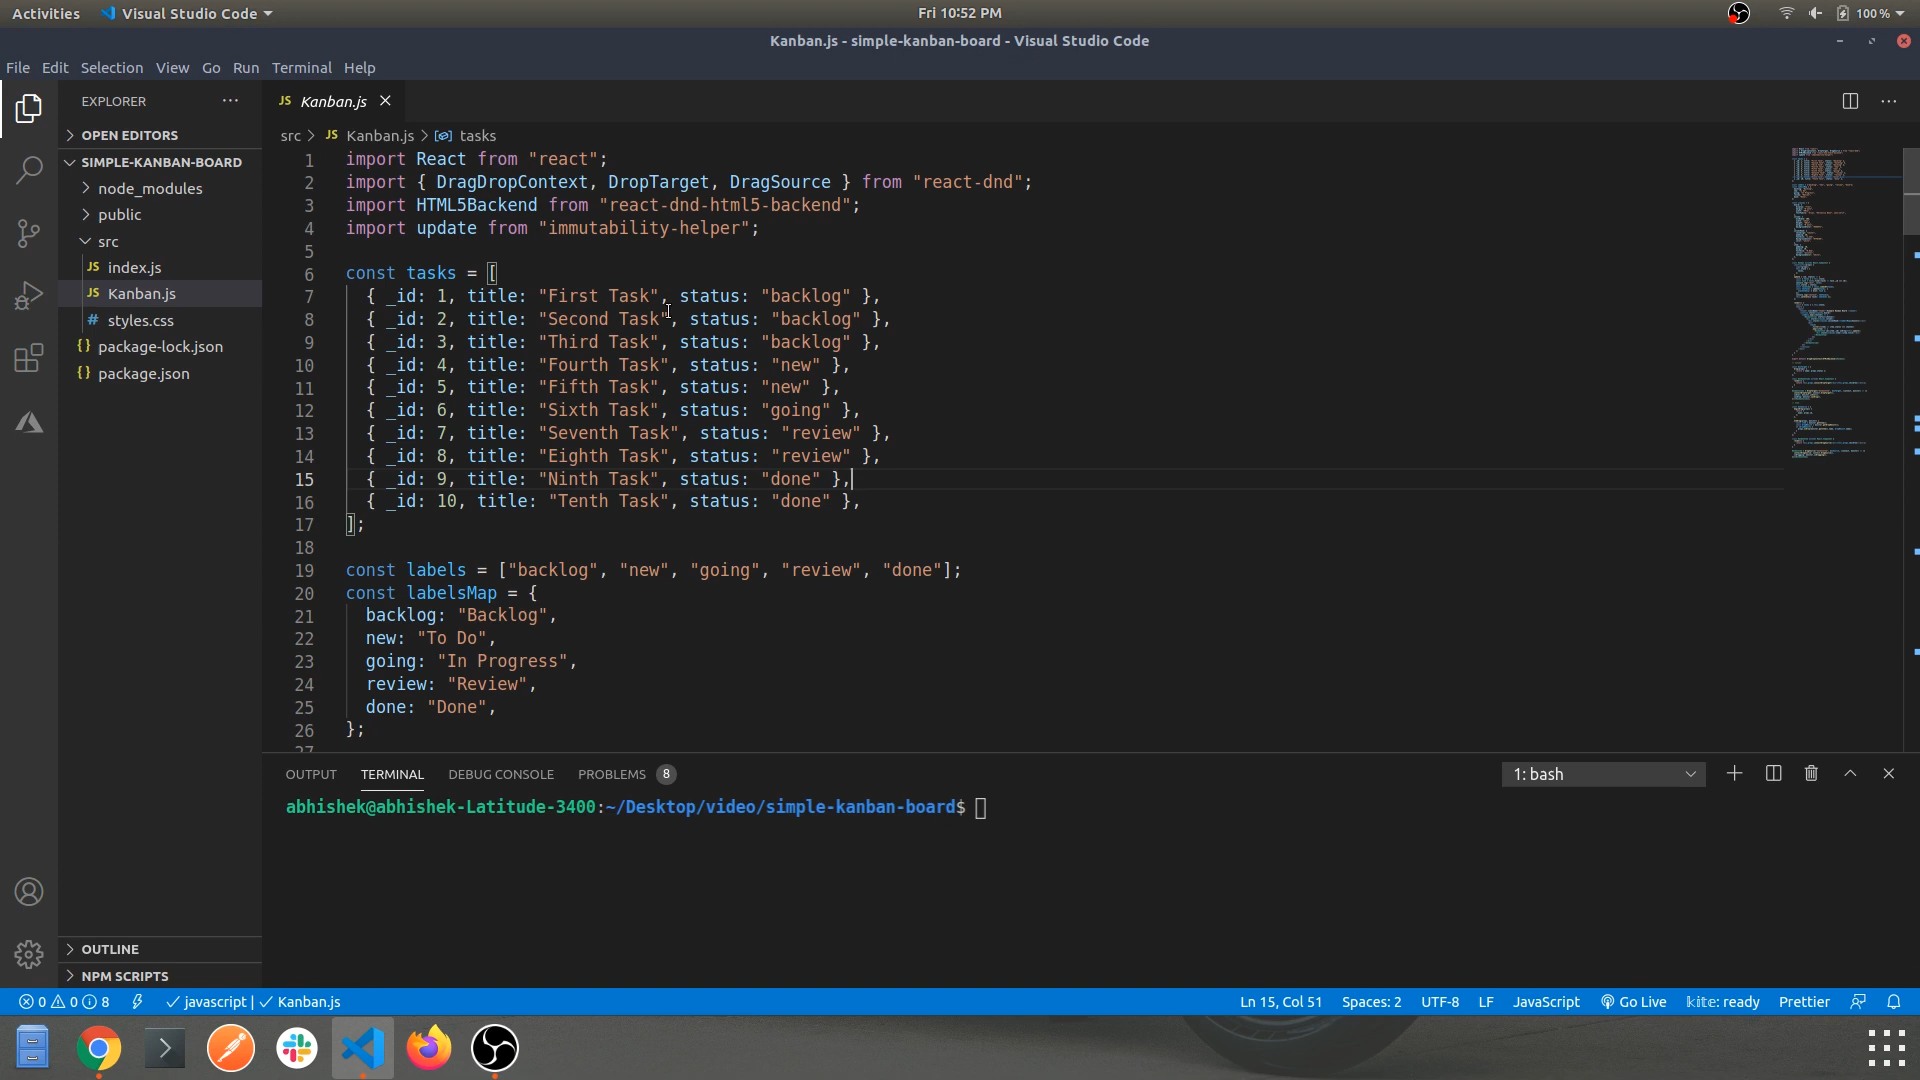 Activities Visual Studio Code Fri 10:52 PM 100 %
Kanban.js - simple-kanban-board - Visual Studio Code
File Edit Selection View Go Run Terminal Help
EXPLORER
JS Kanban.js
OPEN EDITORS
src > JS Kanban.js > tasks
SIMPLE-KANBAN-BOARD
node_modules
public
src
JS index.js
JS Kanban.js
# styles.css
{} package-lock.json
{} package.json
1 import React from "react";
2 import { DragDropContext, DropTarget, DragSource } from "react-dnd";
3 import HTML5Backend from "react-dnd-html5-backend";
4 import update from "immutability-helper";
5
6 const tasks = [
7 { _id: 1, title: "First Task", status: "backlog" },
8 { _id: 2, title: "Second Task", status: "backlog" },
9 { _id: 3, title: "Third Task", status: "backlog" },
10 { _id: 4, title: "Fourth Task", status: "new" },
11 { _id: 5, title: "Fifth Task", status: "new" },
12 { _id: 6, title: "Sixth Task", status: "going" },
13 { _id: 7, title: "Seventh Task", status: "review" },
14 { _id: 8, title: "Eighth Task", status: "review" },
15 { _id: 9, title: "Ninth Task", status: "done" },
16 { _id: 10, title: "Tenth Task", status: "done" },
17 ];
18
19 const labels = ["backlog", "new", "going", "review", "done"];
20 const labelsMap = {
21 backlog: "Backlog",
22 new: "To Do",
23 going: "In Progress",
24 review: "Review",
25 done: "Done",
26 };
27
OUTPUT TERMINAL DEBUG CONSOLE PROBLEMS 8 1: bash
abhishek@abhishek-Latitude-3400:~/Desktop/video/simple-kanban-board$
OUTLINE
NPM SCRIPTS
0 0 8 javascript | Kanban.js Ln 15, Col 51 Spaces: 2 UTF-8 LF JavaScript Go Live kite: ready Prettier